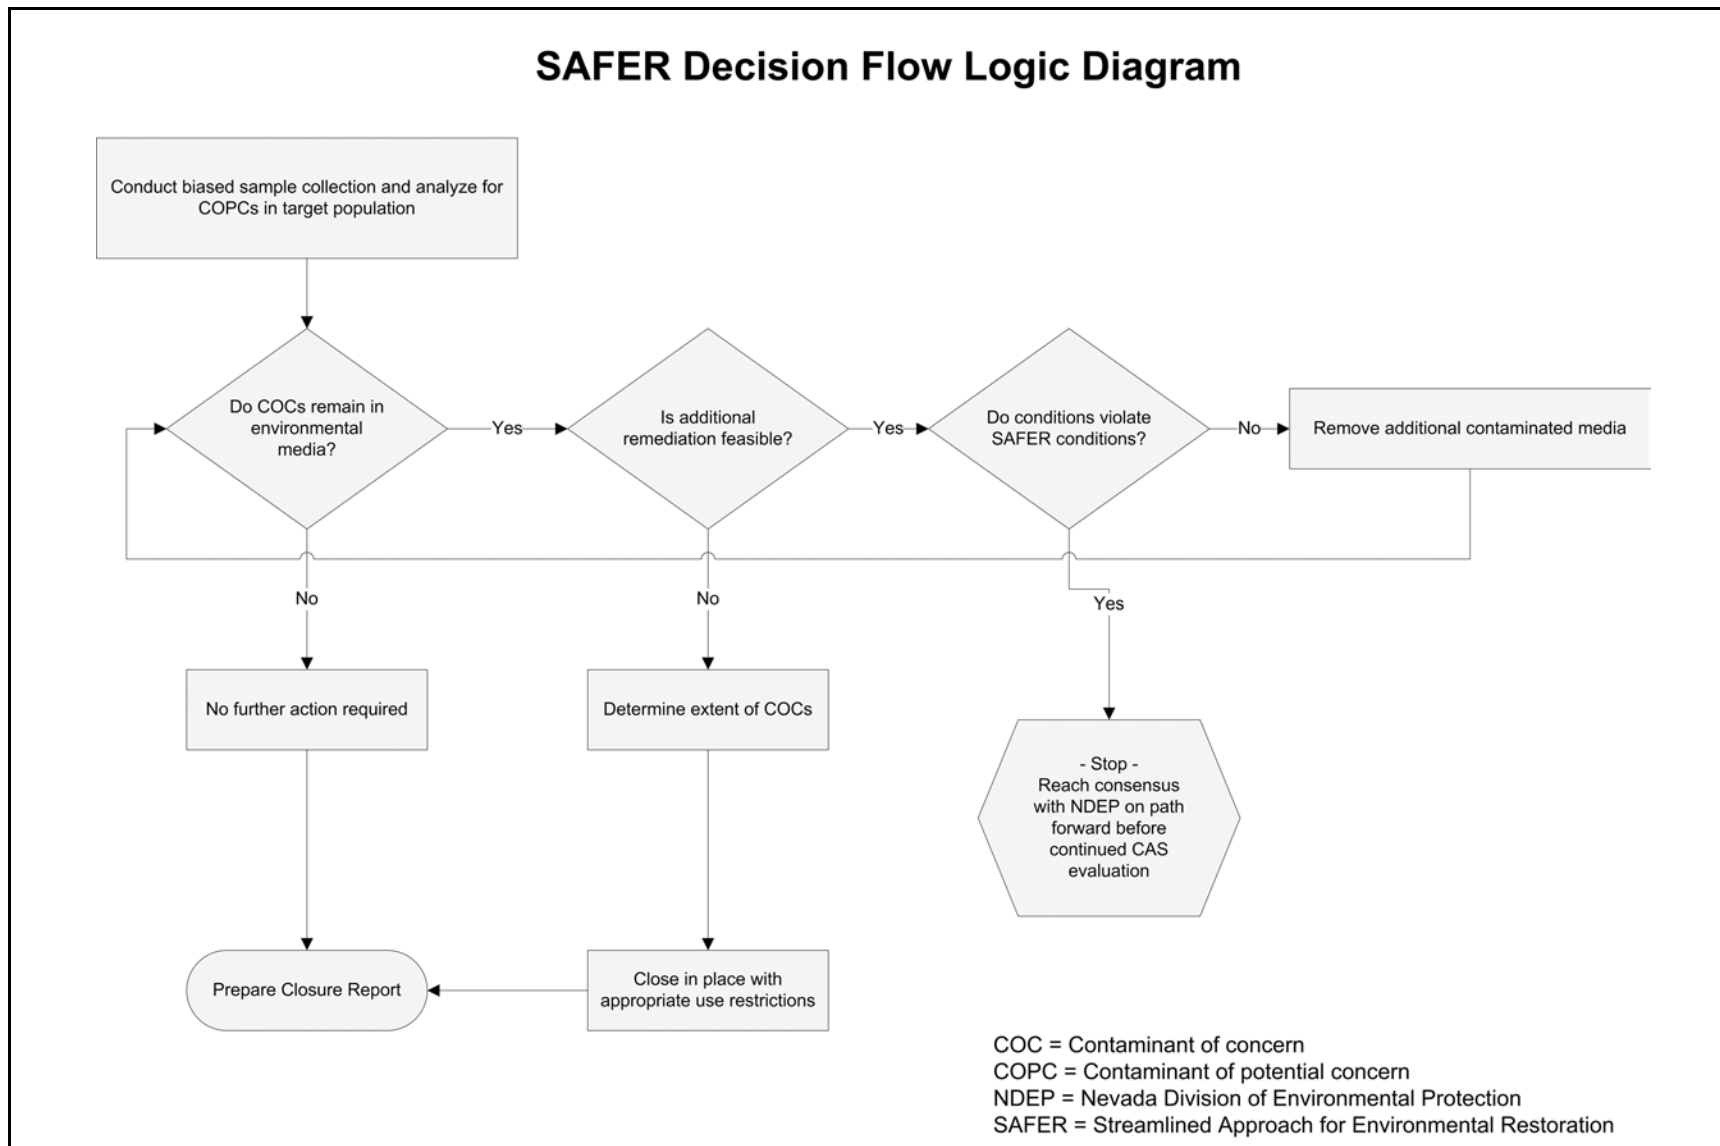 SAFER Decision Flow Logic Diagram
Conduct biased sample collection and analyze for
COPCs in target population
Do COCs remain in
environmental
media?
Yes
Is additional
remediation feasible?
Yes
Do conditions violate
SAFER conditions?
No
Remove additional contaminated media
No
No
Yes
No further action required
Determine extent of COCs
- Stop -
Reach consensus
with NDEP on path
forward before
continued CAS
evaluation
Prepare Closure Report
Close in place with
appropriate use restrictions
COC = Contaminant of concern
COPC = Contaminant of potential concern
NDEP = Nevada Division of Environmental Protection
SAFER = Streamlined Approach for Environmental Restoration